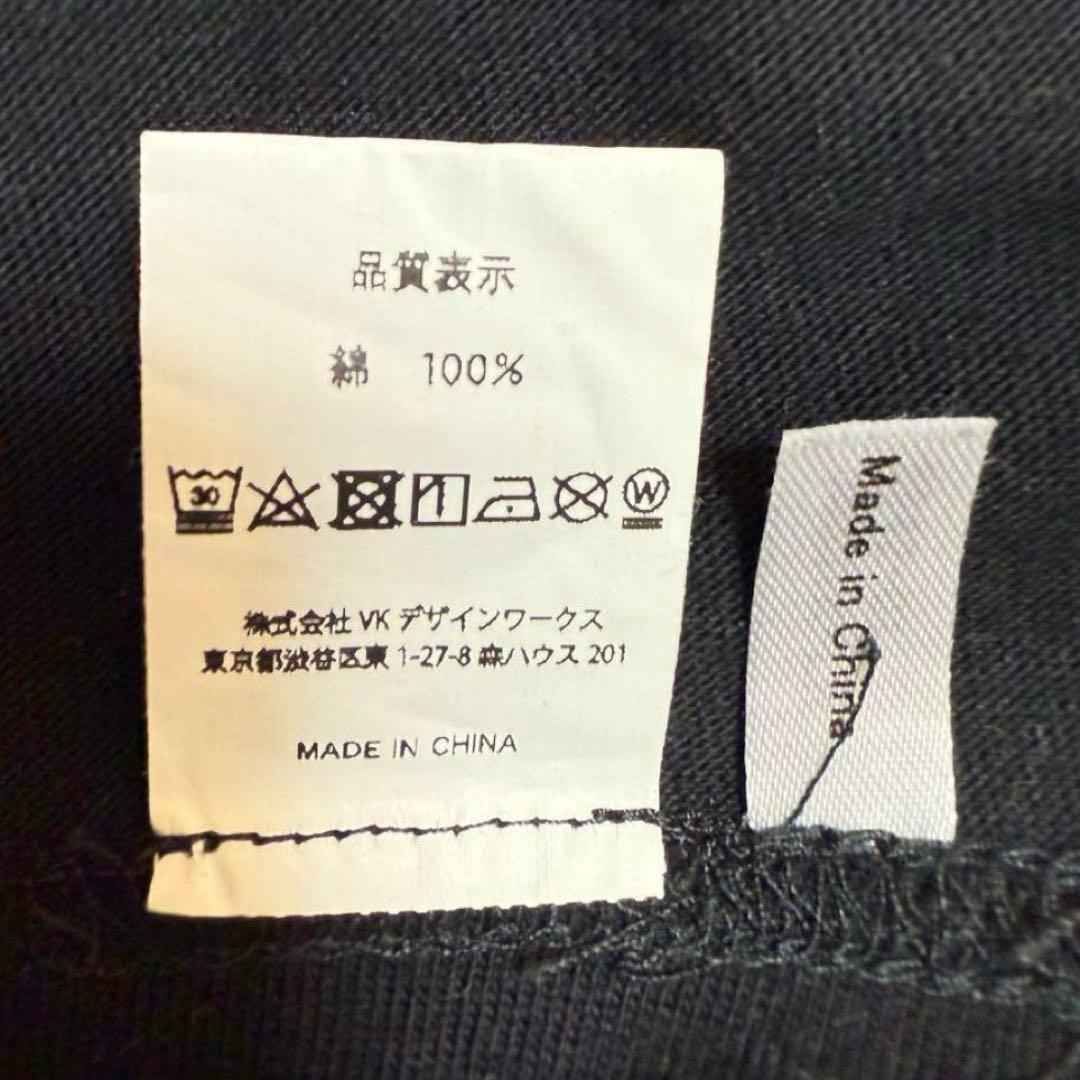 品質表示
綿 100%
30
W
株式会社 VK デザインワークス
東京都渋谷区東 1-27-8 森ハウス 201
MADE IN CHINA
Made in China